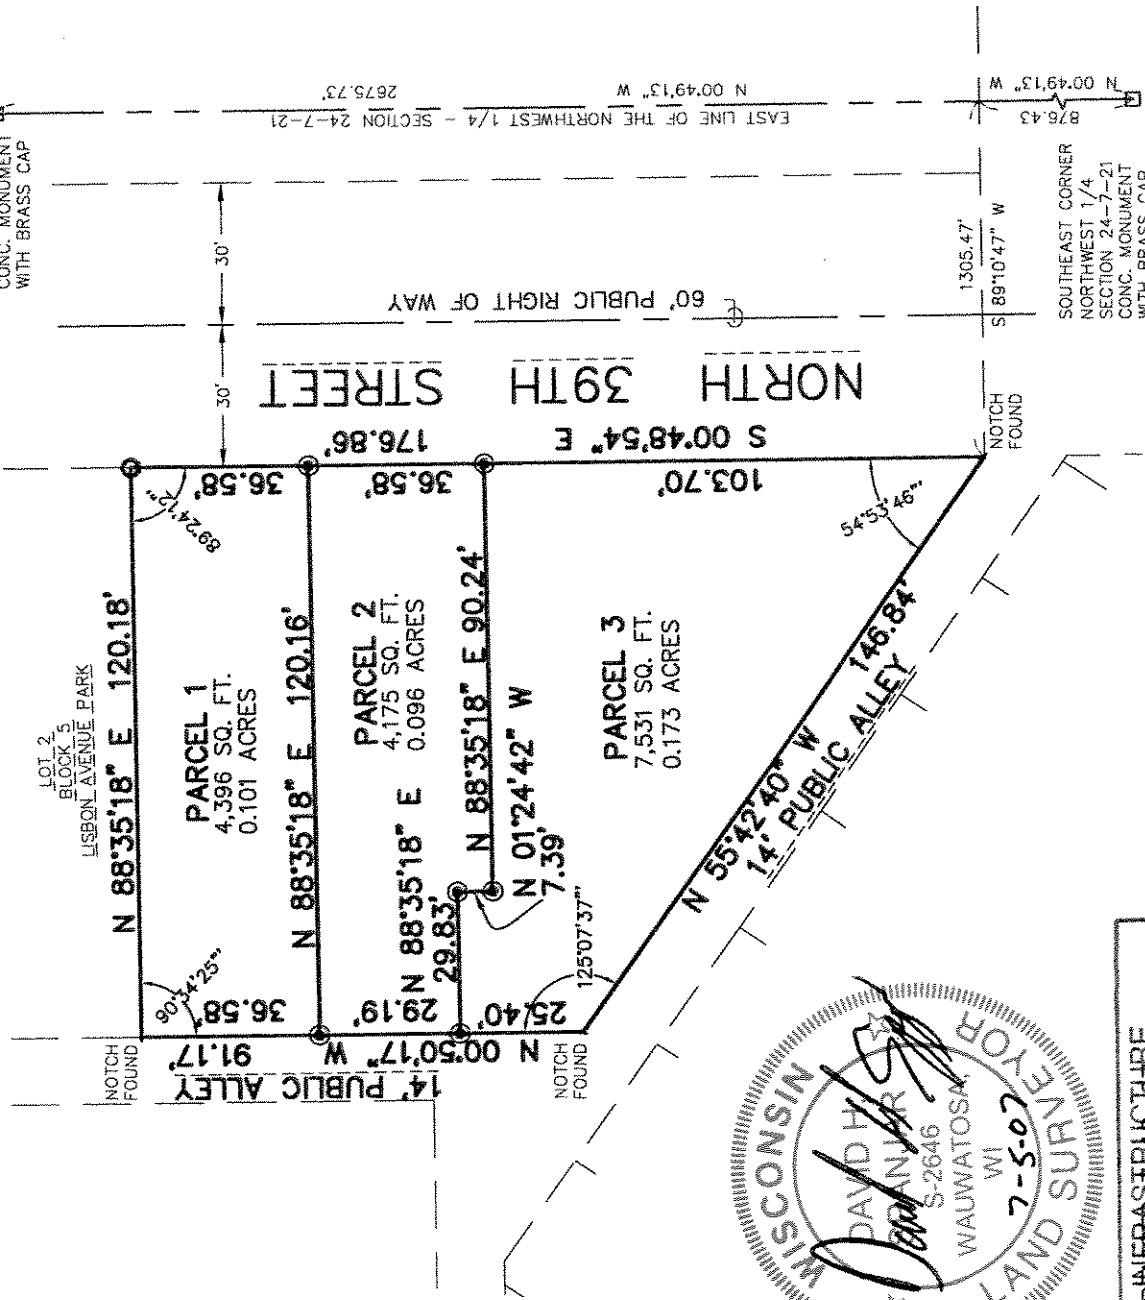 CONC. MONUMENT
WITH BRASS CAP
N 00°49'13" W
2675.73'
EAST LINE OF THE NORTHWEST 1/4 - SECTION 24-7-21
N 00°49'13" W
876.43
SOUTHEAST CORNER
NORTHWEST 1/4
SECTION 24-7-21
CONC. MONUMENT
WITH BRASS CAP
1305.47'
S 89°10'47" W
30'
30'
60' PUBLIC RIGHT OF WAY
NORTH 39TH STREET
S 00°48'54" E
176.86'
36.58'
36.58'
103.70'
NOTCH
FOUND
LOT 2
BLOCK 5
LISBON AVENUE PARK
N 88°35'18" E 120.18'
89°24'12"
90°34'25"
PARCEL 1
4,396 SQ. FT.
0.101 ACRES
N 88°35'18" E 120.16'
PARCEL 2
4,175 SQ. FT.
0.096 ACRES
N 88°35'18" E
29.83'
N 88°35'18" E 90.24'
N 01°24'42" W
7.39'
PARCEL 3
7,531 SQ. FT.
0.173 ACRES
54°53'46"
125°07'37"
N 55°42'40" W 146.84'
14' PUBLIC ALLEY
36.58'
29.19'
25.40'
N 00°50'17" W
91.17'
14' PUBLIC ALLEY
NOTCH
FOUND
NOTCH
FOUND
WISCONSIN
DAVID H.
S-2646
WAUWATOSA,
WI
7-5-07
LAND SURVEYOR